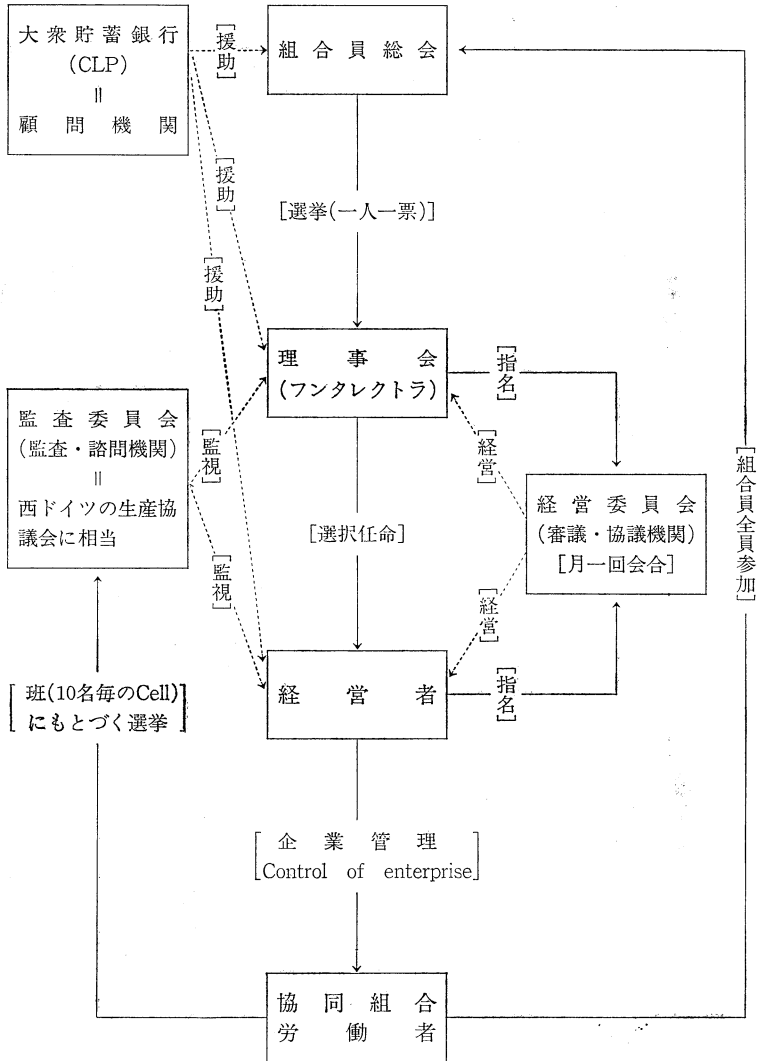 大衆貯蓄銀行
(CLP)
||
顧問機関
[援助]
組合員総会
[援助]
[選挙(一人一票)]
[援助]
理事会
(フンタレクトラ)
[指名]
監査委員会
(監査・諮問機関)
||
西ドイツの生産協
議会に相当
[監視]
[経営]
[組合員全員参加]
経営委員会
(審議・協議機関)
[月一回会合]
[選択任命]
[監視]
[経営]
経営者
[指名]
[班(10名毎のCell)
にもとづく選挙]
[企業管理
Control of enterprise]
協同組合
労働者